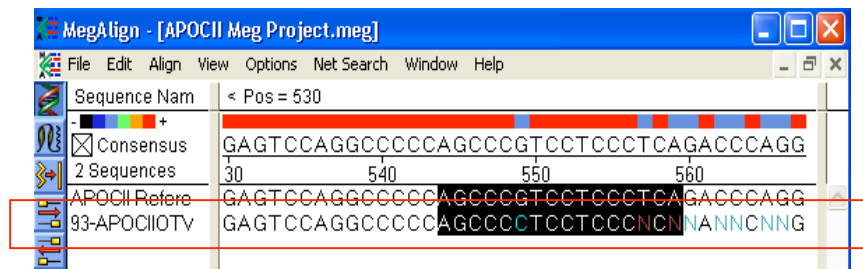 MegAlign - [APOCII Meg Project.meg]
File Edit Align View Options Net Search Window Help
Sequence Nam < Pos = 530
- +
Consensus GAGTCCAGGCCCCCAGCCCGTCCTCCCTCAGACCCAGG
2 Sequences 30 540 550 560
APOCII Refere GAGTCCAGGCCCCCAGCCCGTCCTCCCTCAGACCCAGG
93-APOCIIOTV GAGTCCAGGCCCCCAGCCCCTCCTCCCNCNNANNCNNG